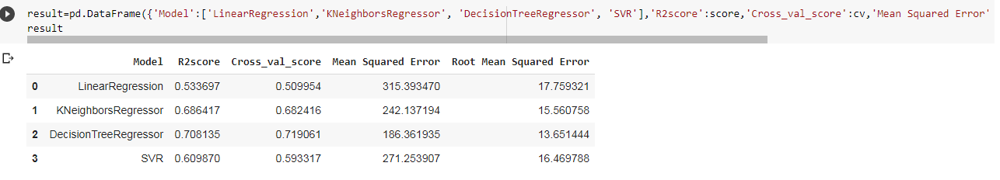 result=pd.DataFrame({'Model':['LinearRegression','KNeighborsRegressor', 'DecisionTreeRegressor', 'SVR'],'R2score':score,'Cross_val_score':cv,'Mean Squared Error'
result
Model R2score Cross_val_score Mean Squared Error Root Mean Squared Error
0 LinearRegression 0.533697 0.509954 315.393470 17.759321
1 KNeighborsRegressor 0.686417 0.682416 242.137194 15.560758
2 DecisionTreeRegressor 0.708135 0.719061 186.361935 13.651444
3 SVR 0.609870 0.593317 271.253907 16.469788